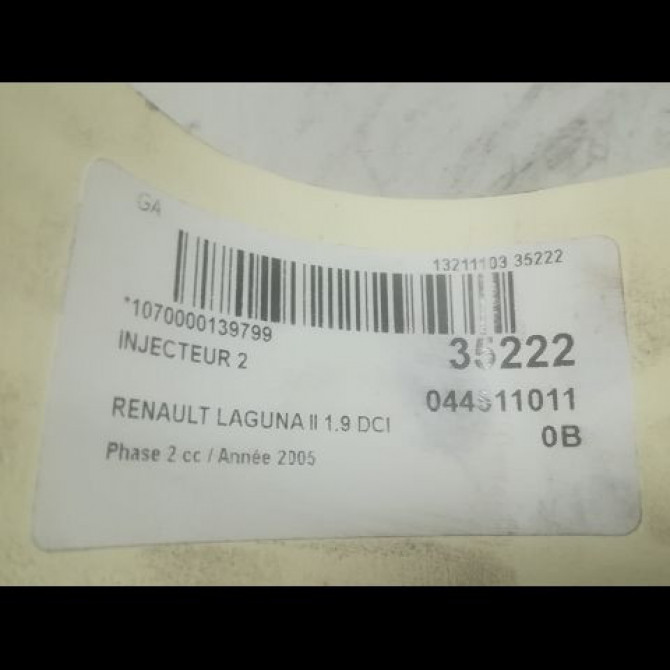 GA
13211103 35222
*1070000139799
INJECTEUR 2
35222
044511011
0B
RENAULT LAGUNA II 1.9 DCI
Phase 2 cc / Année 2005